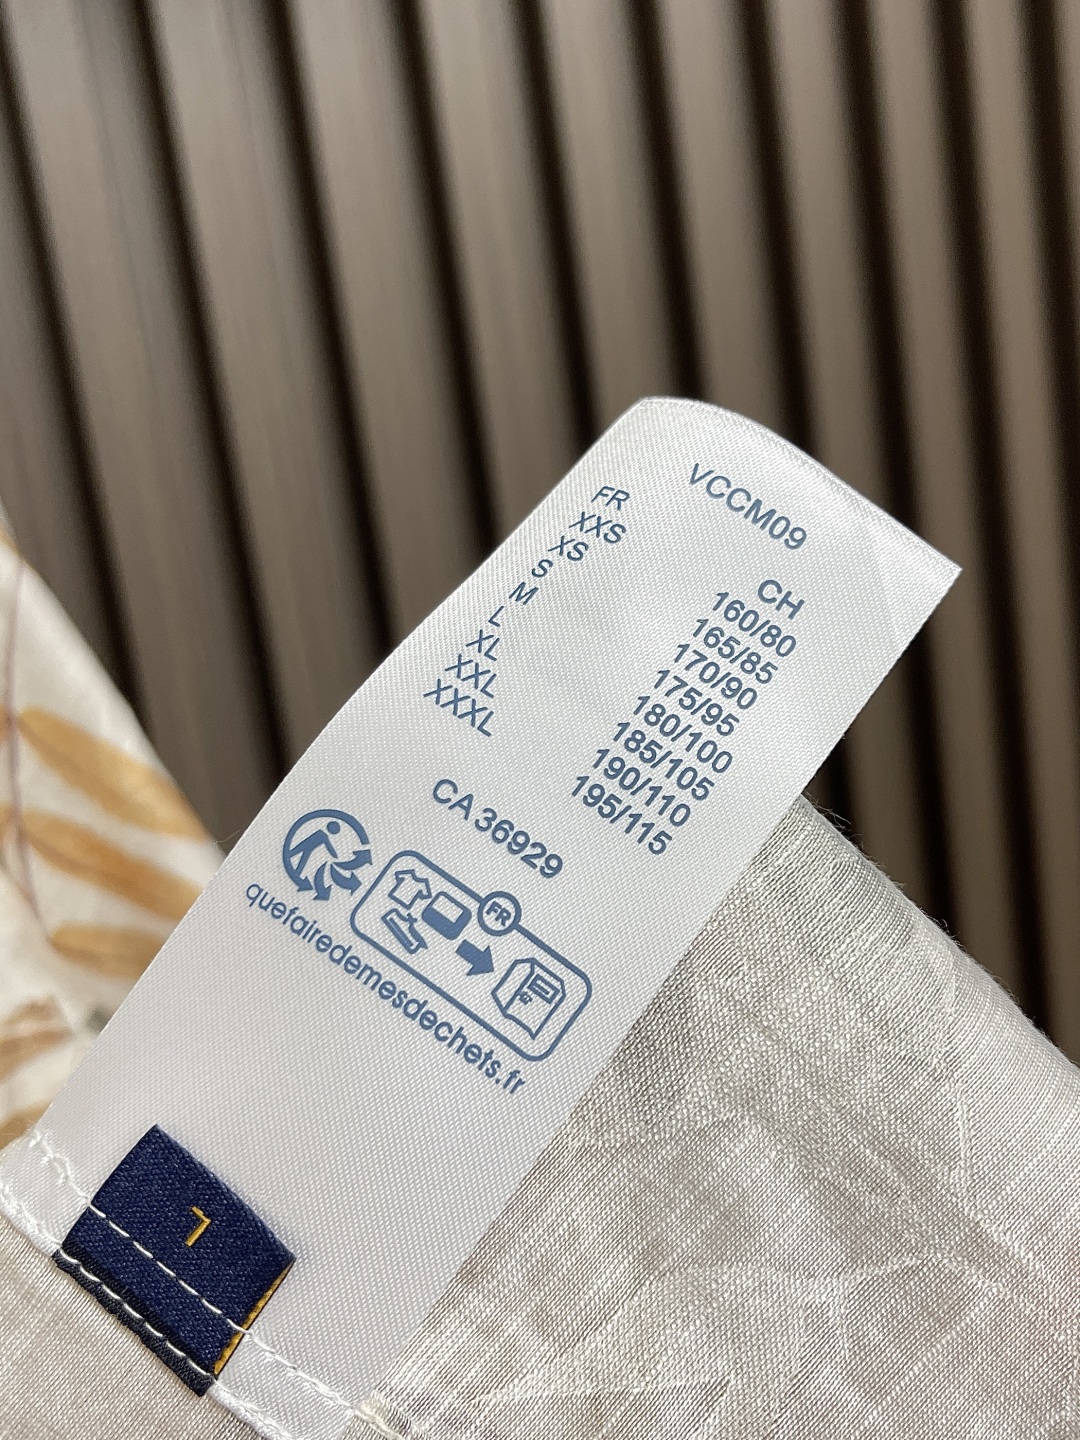 VCCM09
FR CH
XXS 160/80
XS 165/85
S 170/90
M 175/95
L 180/100
XL 185/105
XXL 190/110
XXXL 195/115
CA 36929
FR
quefairedemesdechets.fr
L